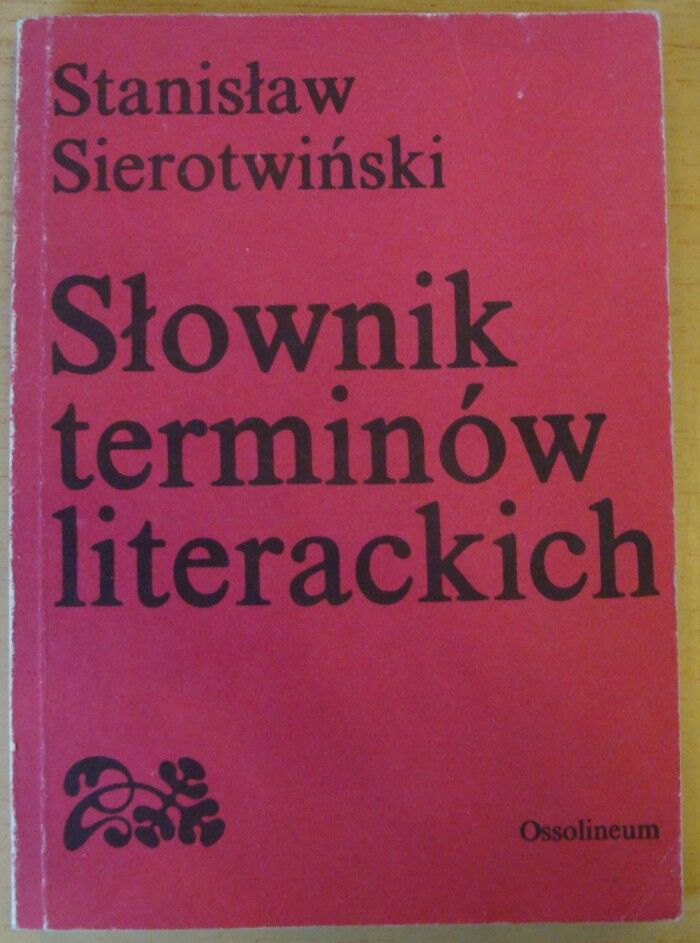 Stanisław
Sierotwiński
Słownik
terminów
literackich
Ossolineum